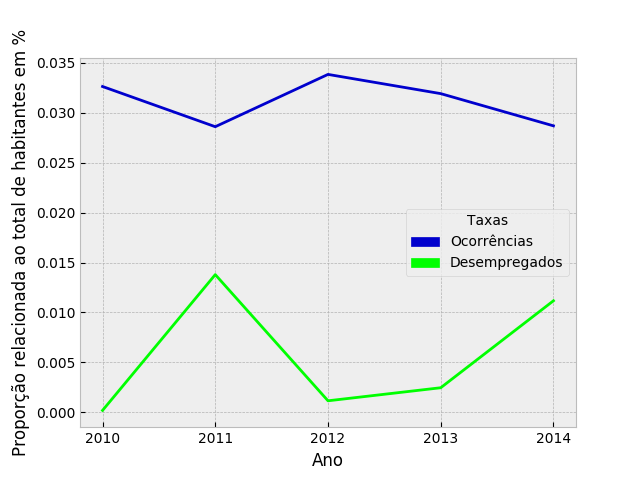 Proporção relacionada ao total de habitantes em %
0.035
0.030
0.025
0.020
0.015
0.010
0.005
0.000
Taxas
Ocorrências
Desempregados
2010 2011 2012 2013 2014
Ano